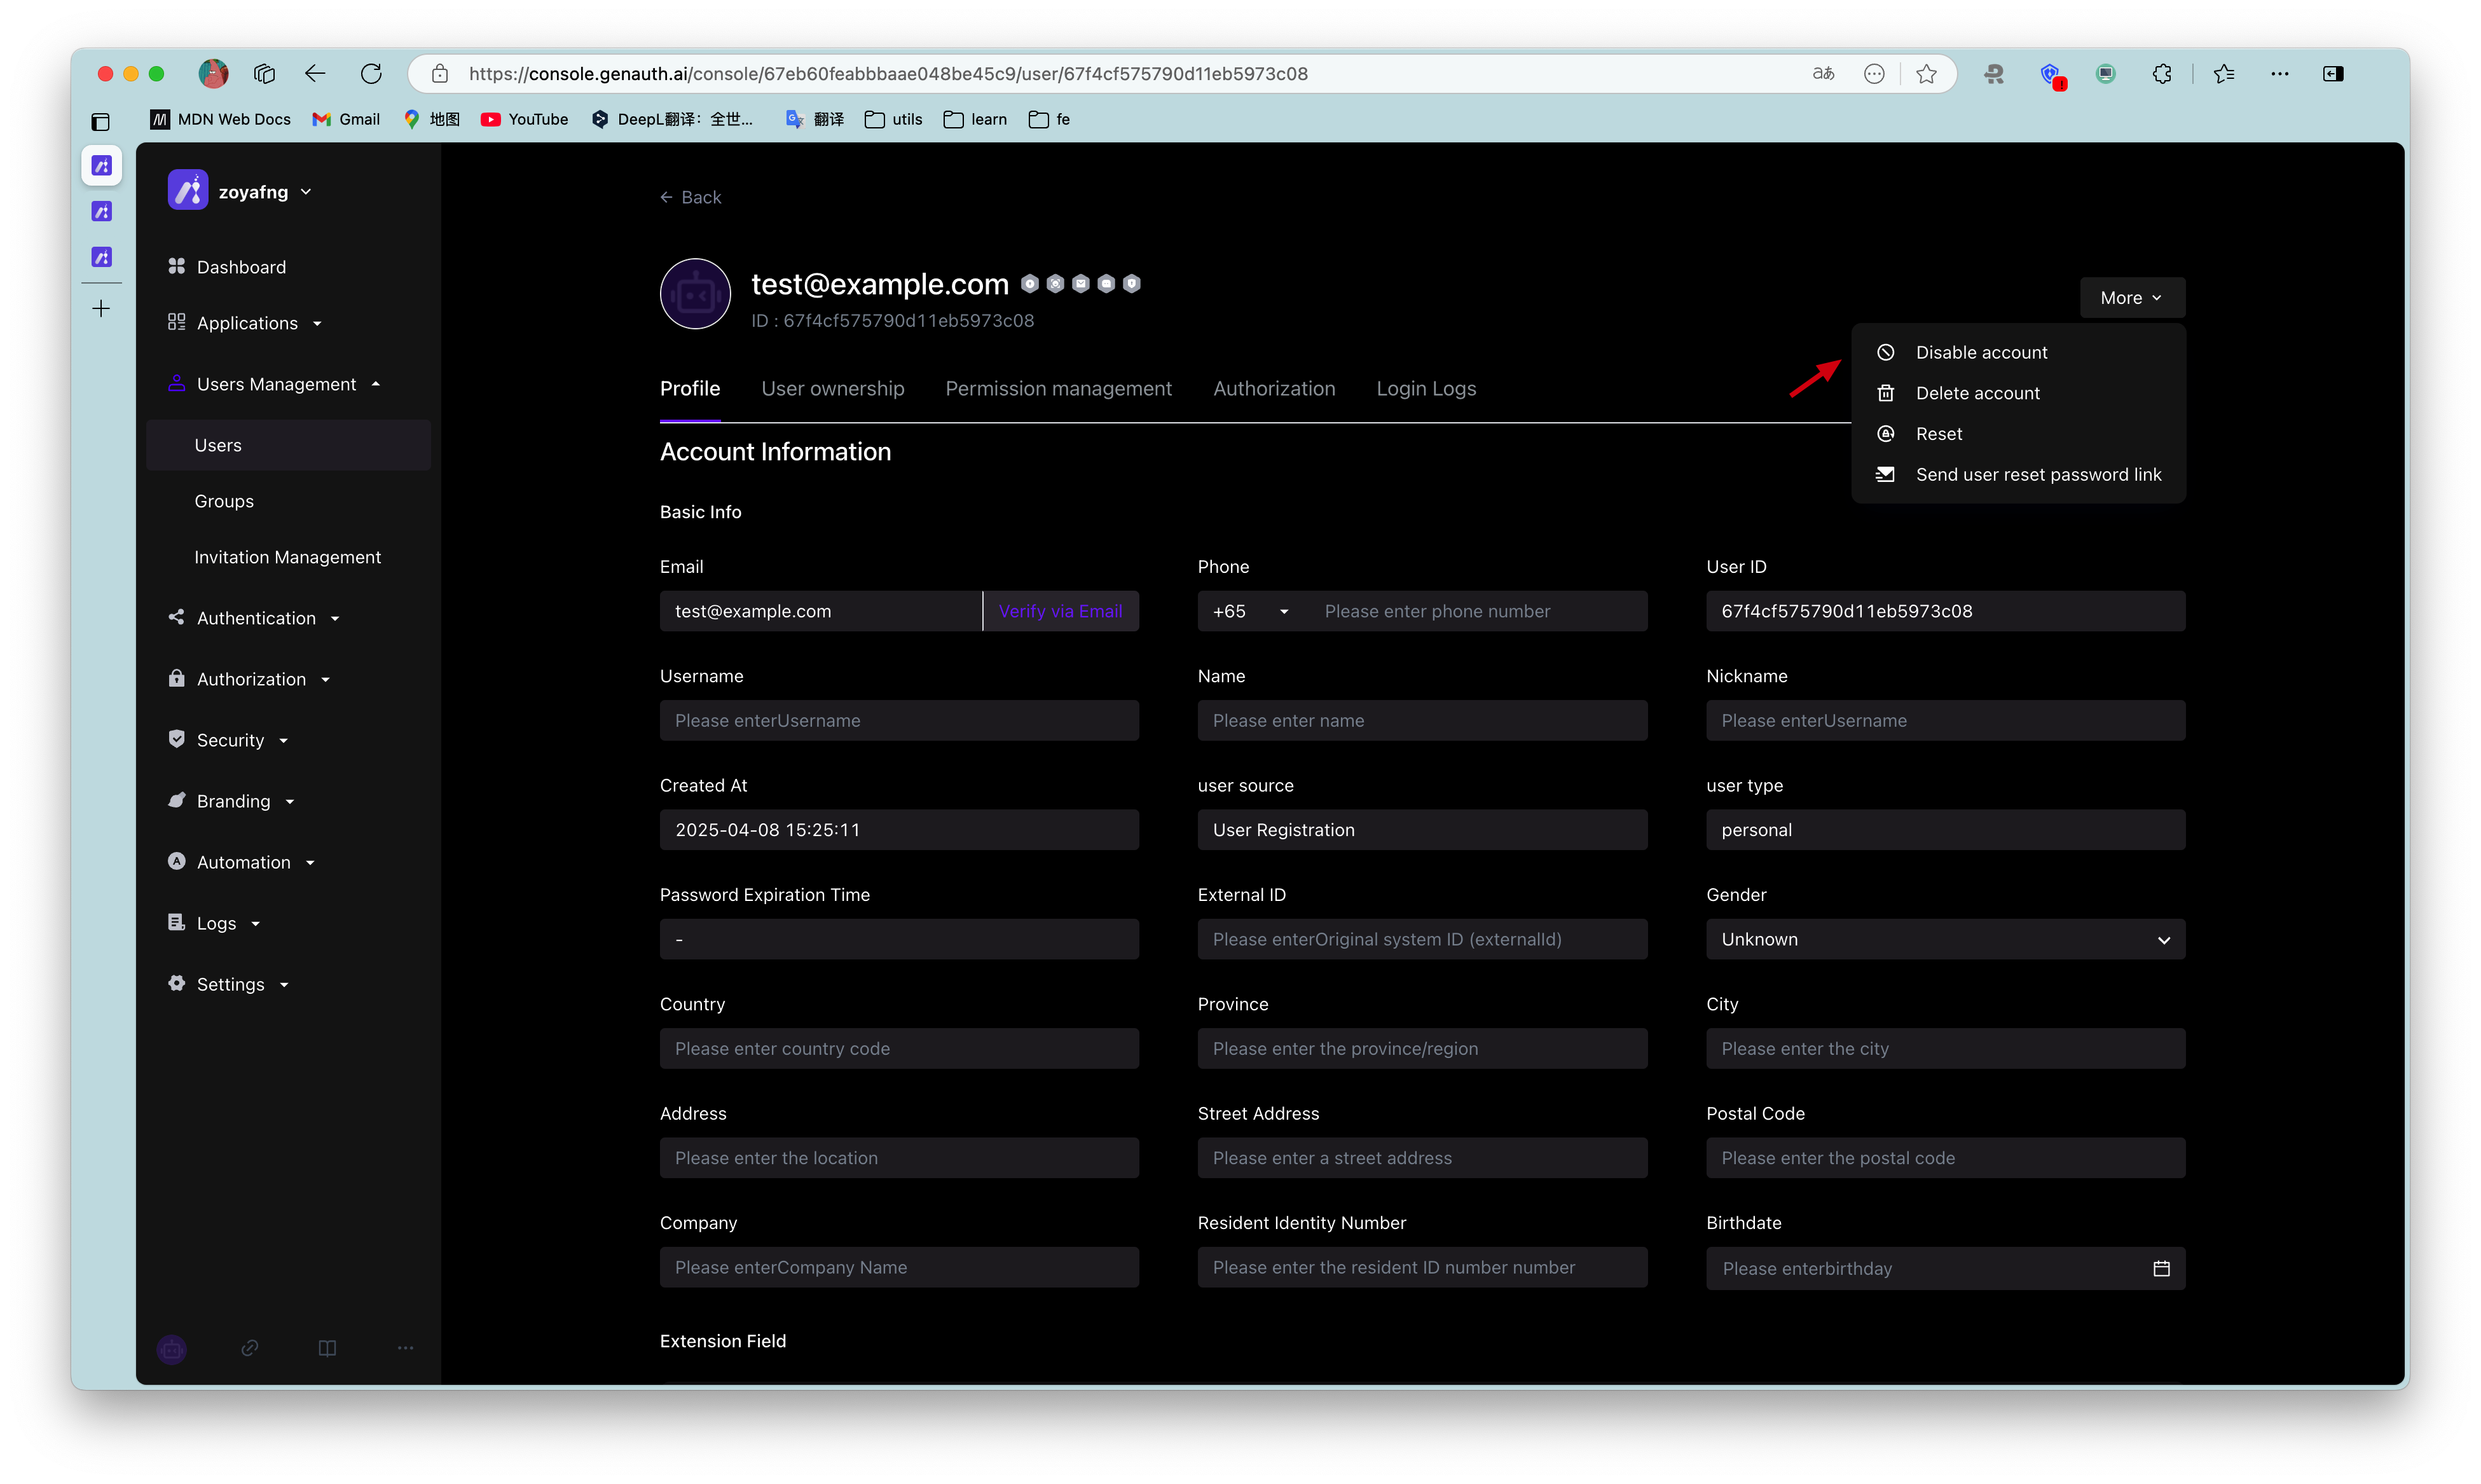 https://console.genauth.ai/console/67eb60feabbbaae048be45c9/user/67f4cf575790d11eb5973c08
aあ
MDN Web Docs
Gmail
地图
YouTube
DeepL翻译：全世...
翻译
utils
learn
fe
zoyafng
Dashboard
Applications
Users Management
Users
Groups
Invitation Management
Authentication
Authorization
Security
Branding
Automation
Logs
Settings
Back
test@example.com
ID : 67f4cf575790d11eb5973c08
More
Disable account
Delete account
Reset
Send user reset password link
Profile User ownership Permission management Authorization Login Logs
Account Information
Basic Info
Email Phone User ID
test@example.com Verify via Email +65 Please enter phone number 67f4cf575790d11eb5973c08
Username Name Nickname
Please enterUsername Please enter name Please enterUsername
Created At user source user type
2025-04-08 15:25:11 User Registration personal
Password Expiration Time External ID Gender
- Please enterOriginal system ID (externalId) Unknown
Country Province City
Please enter country code Please enter the province/region Please enter the city
Address Street Address Postal Code
Please enter the location Please enter a street address Please enter the postal code
Company Resident Identity Number Birthdate
Please enterCompany Name Please enter the resident ID number number Please enterbirthday
Extension Field